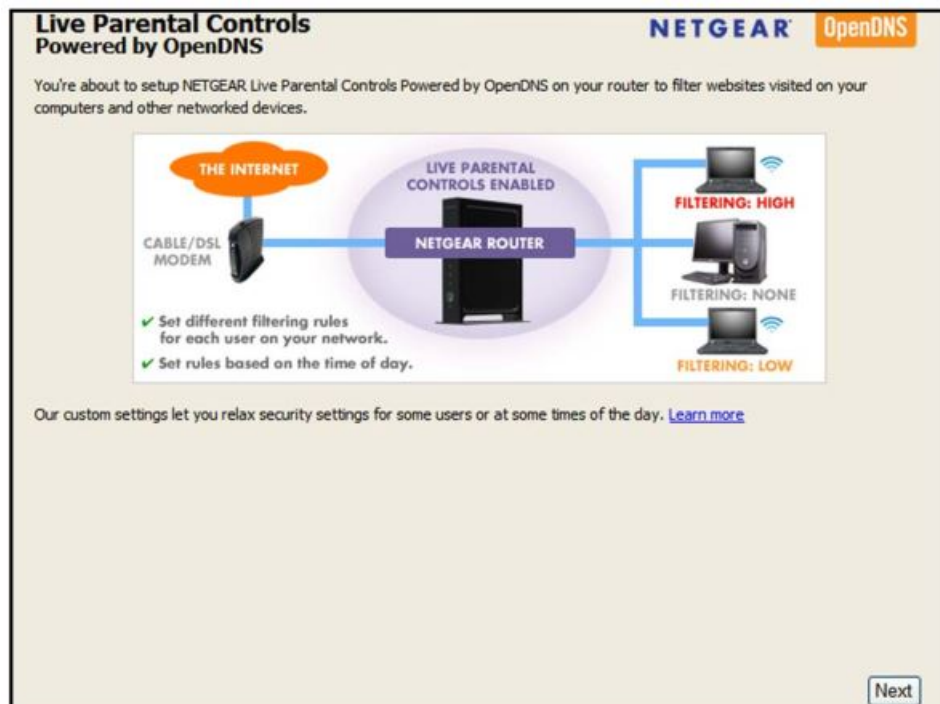 Live Parental Controls
Powered by OpenDNS
NETGEAR
OpenDNS
You're about to setup NETGEAR Live Parental Controls Powered by OpenDNS on your router to filter websites visited on your
computers and other networked devices.
THE INTERNET
CABLE/DSL
MODEM
LIVE PARENTAL
CONTROLS ENABLED
NETGEAR ROUTER
FILTERING: HIGH
FILTERING: NONE
FILTERING: LOW
✔ Set different filtering rules
for each user on your network.
✔ Set rules based on the time of day.
Our custom settings let you relax security settings for some users or at some times of the day. Learn more
Next